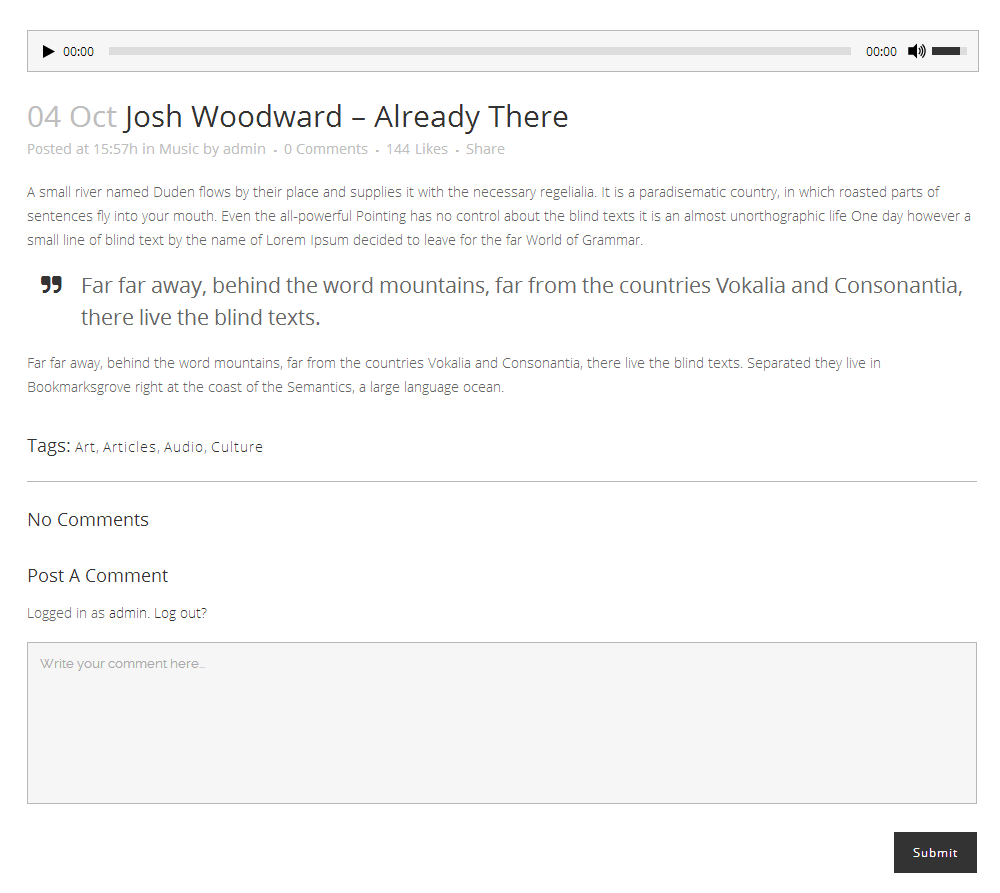 00:00 00:00
04 Oct Josh Woodward – Already There
Posted at 15:57h in Music by admin - 0 Comments - 144 Likes - Share
A small river named Duden flows by their place and supplies it with the necessary regelialia. It is a paradisematic country, in which roasted parts of
sentences fly into your mouth. Even the all-powerful Pointing has no control about the blind texts it is an almost unorthographic life One day however a
small line of blind text by the name of Lorem Ipsum decided to leave for the far World of Grammar.
Far far away, behind the word mountains, far from the countries Vokalia and Consonantia,
there live the blind texts.
Far far away, behind the word mountains, far from the countries Vokalia and Consonantia, there live the blind texts. Separated they live in
Bookmarksgrove right at the coast of the Semantics, a large language ocean.
Tags: Art, Articles, Audio, Culture
No Comments
Post A Comment
Logged in as admin. Log out?
Write your comment here...
Submit